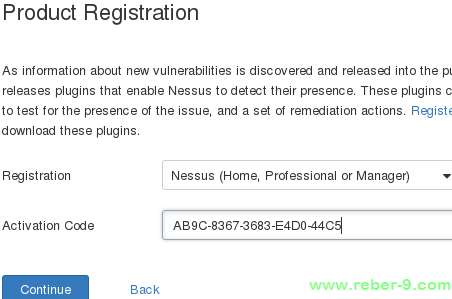 Product Registration
As information about new vulnerabilities is discovered and released into the pu
releases plugins that enable Nessus to detect their presence. These plugins c
to test for the presence of the issue, and a set of remediation actions. Registe
download these plugins.
Registration Nessus (Home, Professional or Manager)
Activation Code AB9C-8367-3683-E4D0-44C5
Continue Back
www.reber-9.com